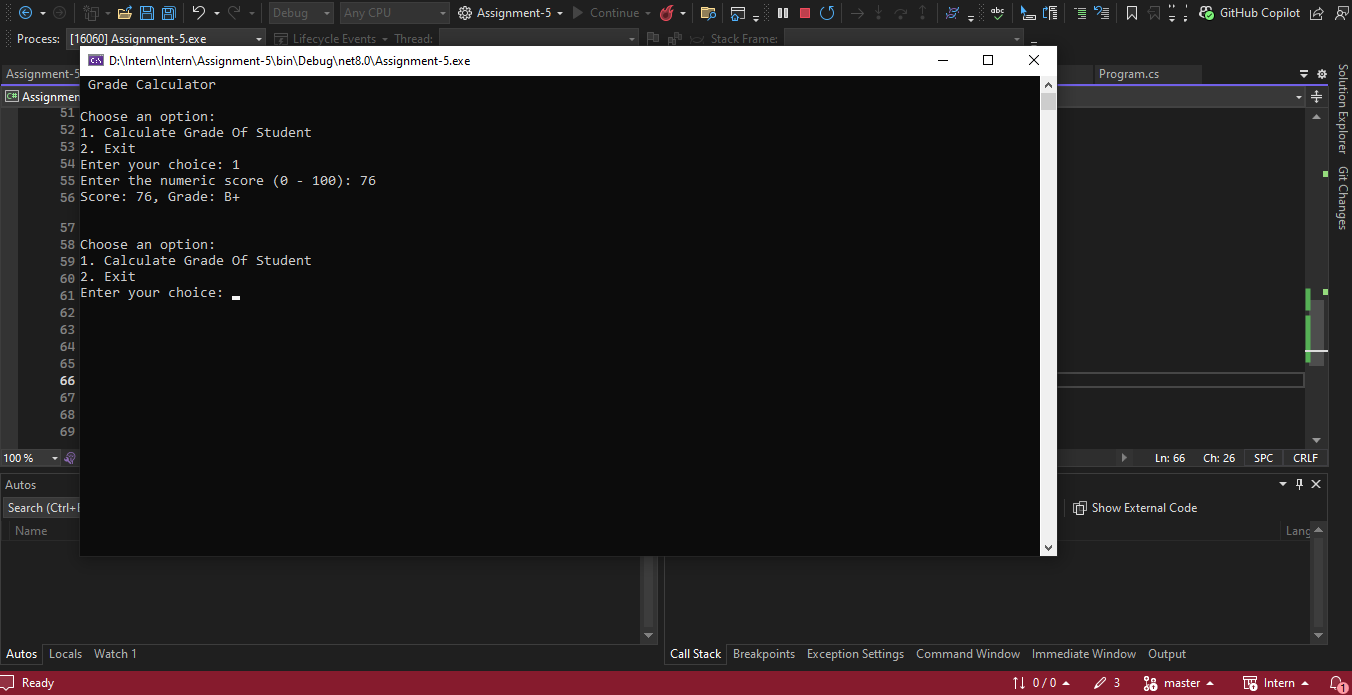 Debug
Any CPU
Assignment-5
Continue
abc
GitHub Copilot
Process:
[16060] Assignment-5.exe
Lifecycle Events
Thread:
Stack Frame:
D:\Intern\Intern\Assignment-5\bin\Debug\net8.0\Assignment-5.exe
Assignment-5
Program.cs
C# Assignmen
Grade Calculator
Choose an option:
1. Calculate Grade Of Student
2. Exit
Enter your choice: 1
Enter the numeric score (0 - 100): 76
Score: 76, Grade: B+
Choose an option:
1. Calculate Grade Of Student
2. Exit
Enter your choice:
51
52
53
54
55
56
57
58
59
60
61
62
63
64
65
66
67
68
69
Solution Explorer
Git Changes
100 %
Ln: 66
Ch: 26
SPC
CRLF
Autos
Search (Ctrl+E
Show External Code
Name
Lang
Autos
Locals
Watch 1
Call Stack
Breakpoints
Exception Settings
Command Window
Immediate Window
Output
Ready
0 / 0
3
master
Intern
1